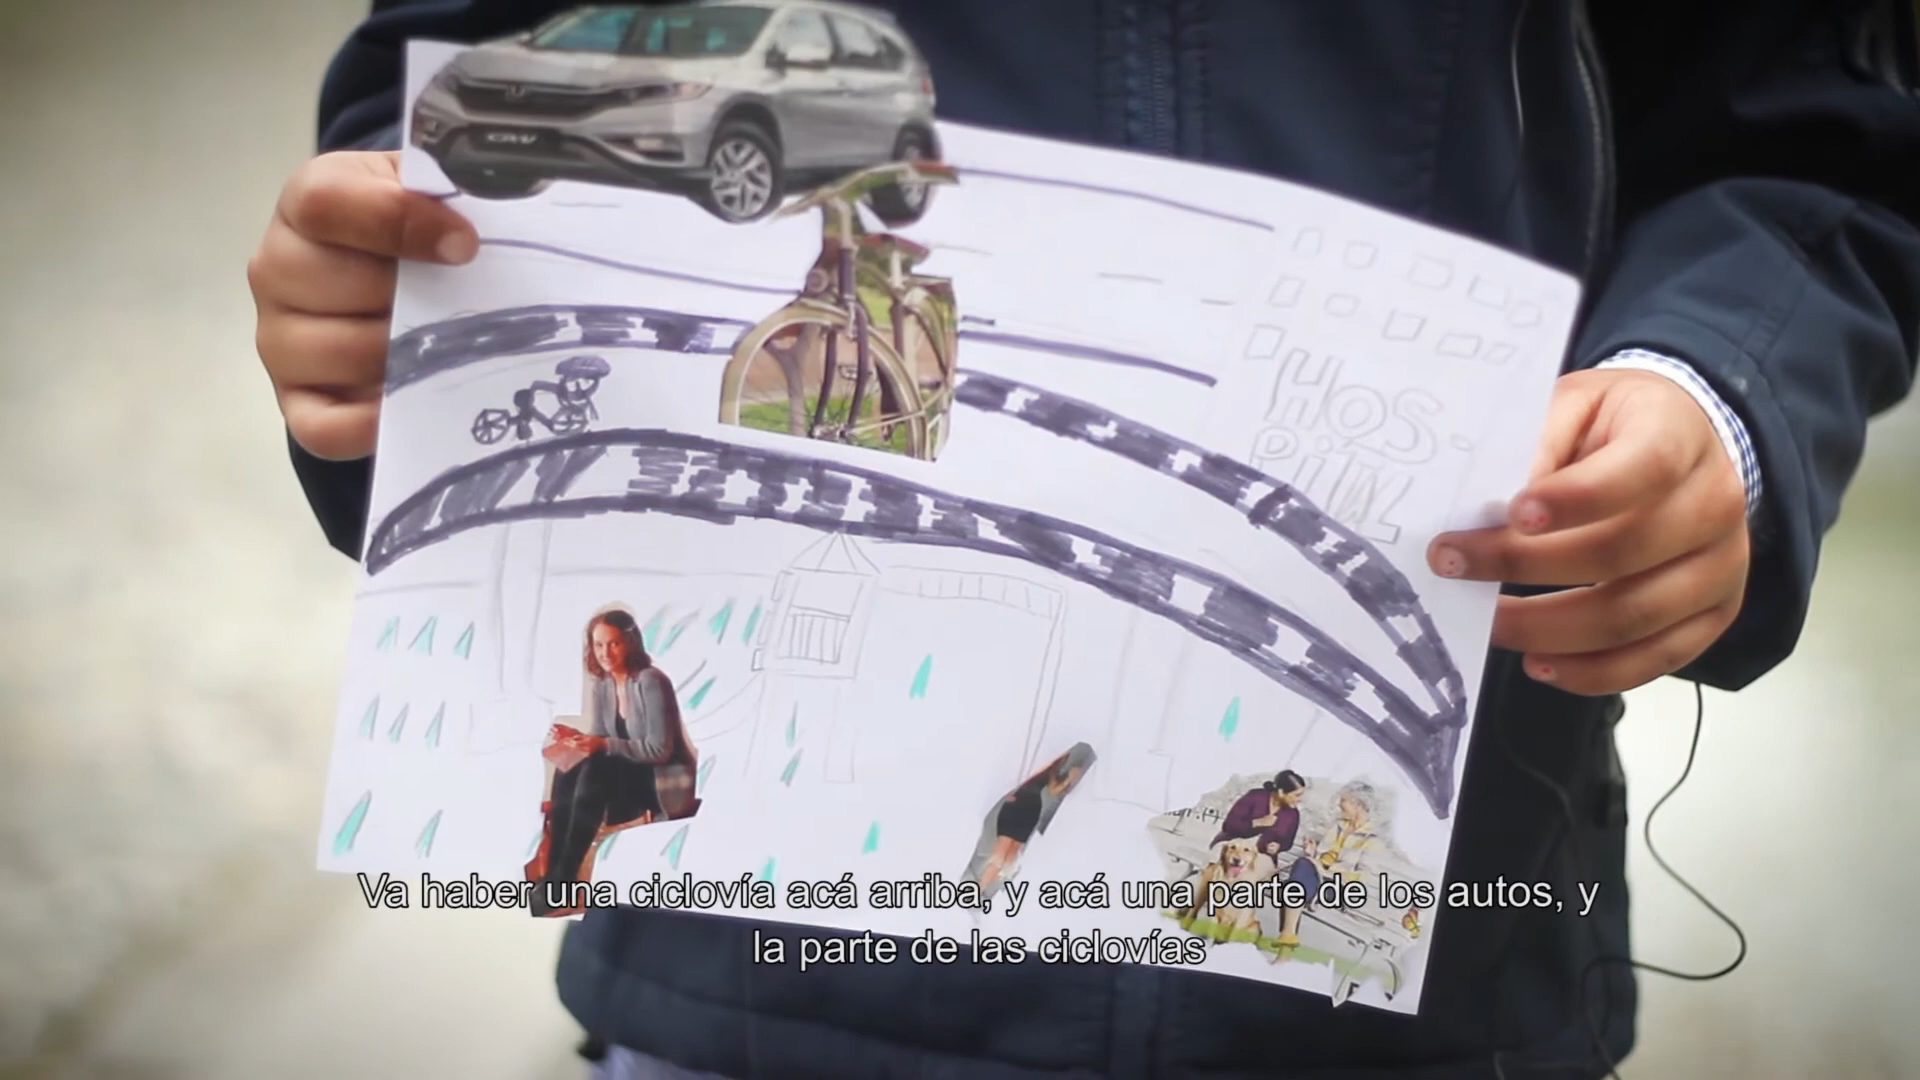 CR-V
HOS-
PITAL
Va haber una ciclovía acá arriba, y acá una parte de los autos, y
la parte de las ciclovías